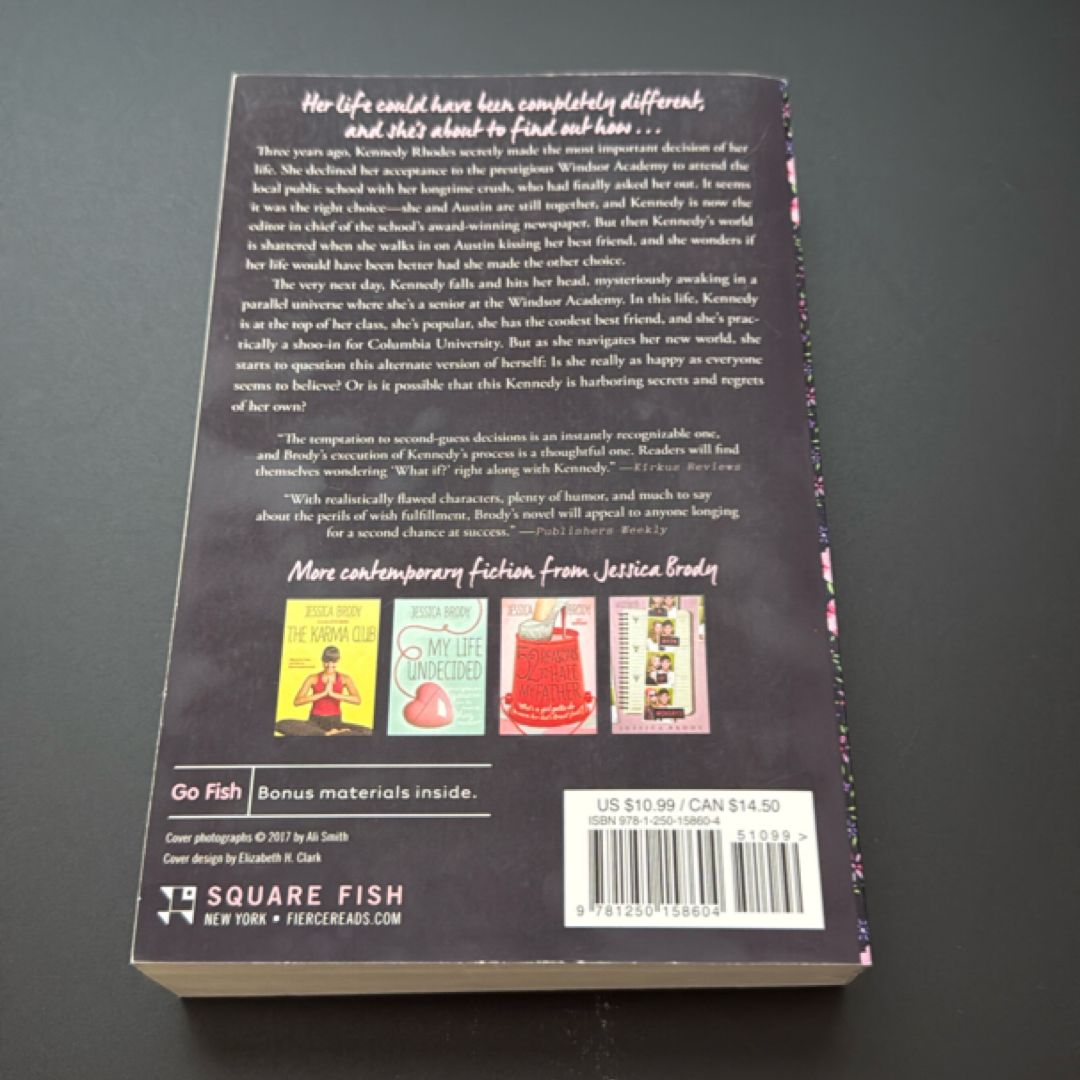 Her life could have been completely different,
and she's about to find out how . . .
Three years ago, Kennedy Rhodes secretly made the most important decision of her
life. She declined her acceptance to the prestigious Windsor Academy to attend the
local public school with her longtime crush, who had finally asked her out. It seems
it was the right choice—she and Austin are still together, and Kennedy is now the
editor in chief of the school's award-winning newspaper. But then Kennedy's world
is shattered when she walks in on Austin kissing her best friend, and she wonders if
her life would have been better had she made the other choice.
The very next day, Kennedy falls and hits her head, mysteriously awaking in a
parallel universe where she's a senior at the Windsor Academy. In this life, Kennedy
is at the top of her class, she's popular, she has the coolest best friend, and she's prac-
tically a shoo-in for Columbia University. But as she navigates her new world, she
starts to question this alternate version of herself: Is she really as happy as everyone
seems to believe? Or is it possible that this Kennedy is harboring secrets and regrets
of her own?
"The temptation to second-guess decisions is an instantly recognizable one,
and Brody's execution of Kennedy's process is a thoughtful one. Readers will find
themselves wondering 'What if?' right along with Kennedy." —Kirkus Reviews
"With realistically flawed characters, plenty of humor, and much to say
about the perils of wish fulfillment, Brody's novel will appeal to anyone longing
for a second chance at success." —Publishers Weekly
More contemporary fiction from Jessica Brody
JESSICA BRODY
THE KARMA CLUB
JESSICA BRODY
MY LIFE
UNDECIDED
JESSICA BRODY
52 REASONS
TO HATE
MY FATHER
JESSICA BRODY
Go Fish Bonus materials inside.
Cover photographs © 2017 by Ali Smith
Cover design by Elizabeth H. Clark
SQUARE FISH
NEW YORK • FIERCEREADS.COM
US $10.99 / CAN $14.50
ISBN 978-1-250-15860-4
51099 >
9 781250 158604